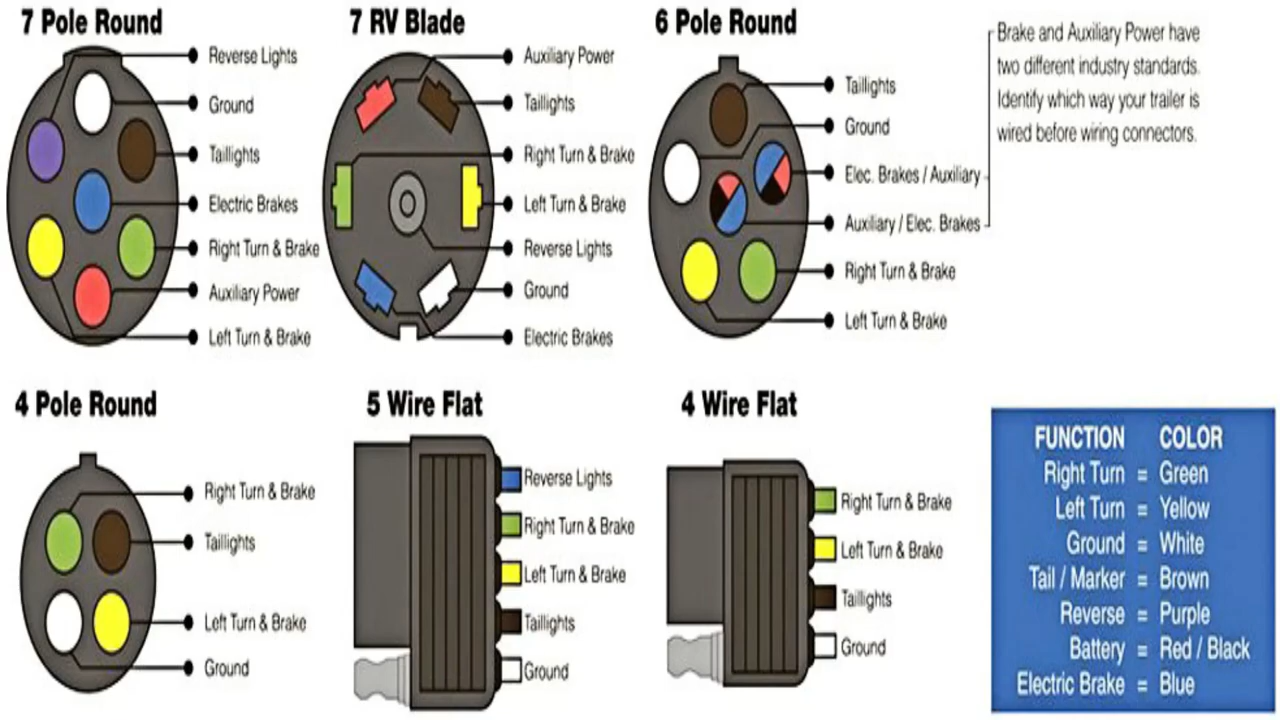 7 Pole Round
Reverse Lights
Ground
Taillights
Electric Brakes
Right Turn & Brake
Auxiliary Power
Left Turn & Brake
7 RV Blade
Auxiliary Power
Taillights
Right Turn & Brake
Left Turn & Brake
Reverse Lights
Ground
Electric Brakes
6 Pole Round
Taillights
Ground
Elec. Brakes / Auxiliary
Auxiliary / Elec. Brakes
Right Turn & Brake
Left Turn & Brake
Brake and Auxiliary Power have
two different industry standards.
Identify which way your trailer is
wired before wiring connectors.
4 Pole Round
Right Turn & Brake
Taillights
Left Turn & Brake
Ground
5 Wire Flat
Reverse Lights
Right Turn & Brake
Left Turn & Brake
Taillights
Ground
4 Wire Flat
Right Turn & Brake
Left Turn & Brake
Taillights
Ground
FUNCTION COLOR
Right Turn = Green
Left Turn = Yellow
Ground = White
Tail / Marker = Brown
Reverse = Purple
Battery = Red / Black
Electric Brake = Blue